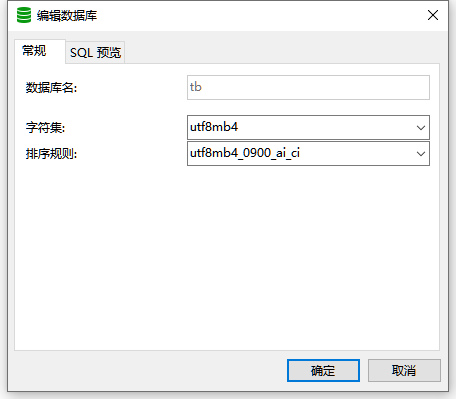 编辑数据库
常规
SQL 预览
数据库名:
tb
字符集:
utf8mb4
排序规则:
utf8mb4_0900_ai_ci
确定
取消